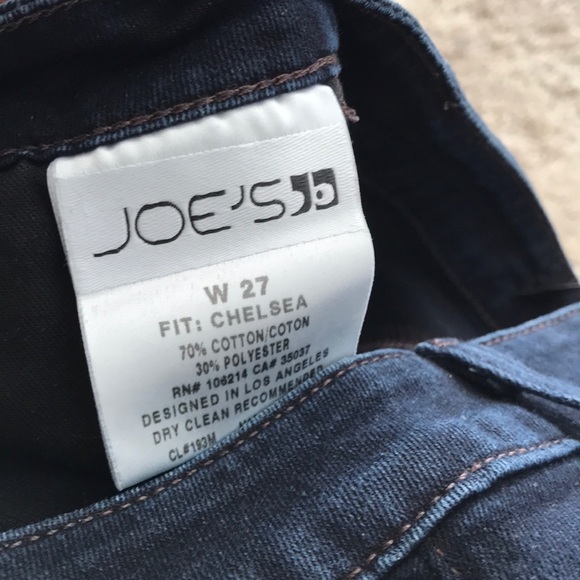 JOE'S
W 27
FIT: CHELSEA
70% COTTON/COTON
30% POLYESTER
RN# 106214 CA# 35037
DESIGNED IN LOS ANGELES
DRY CLEAN RECOMMENDED
CL#193M